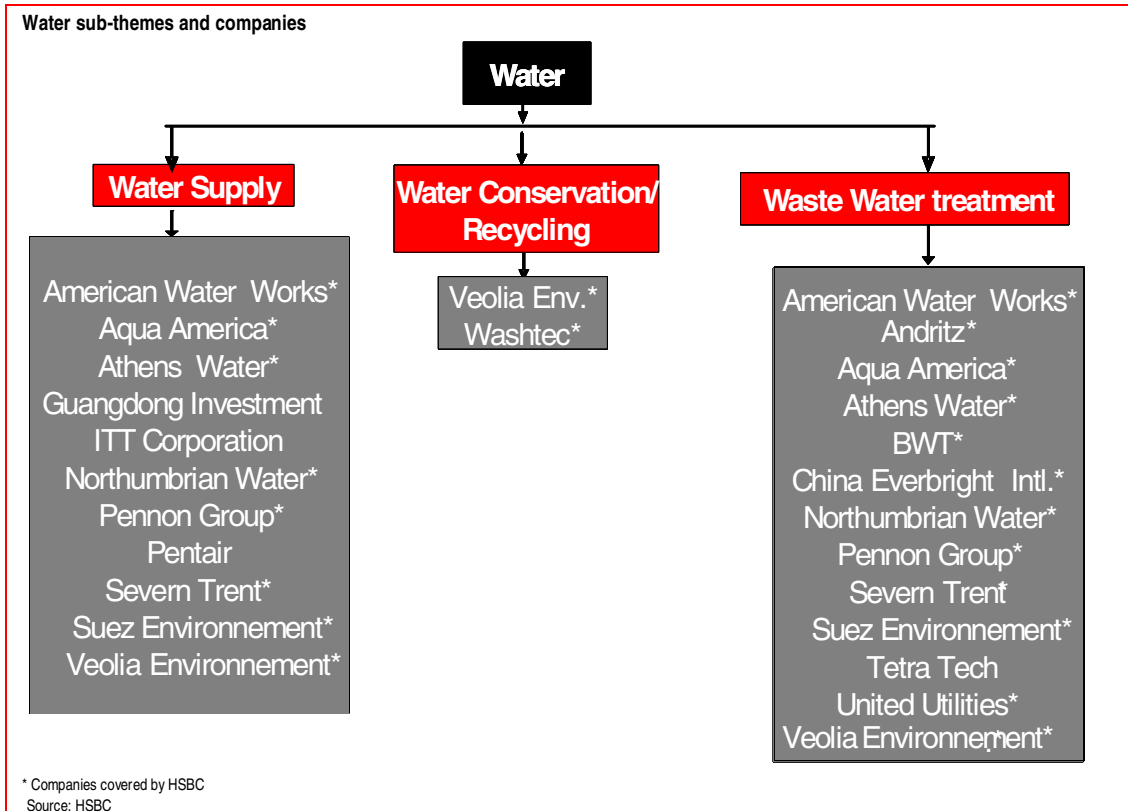 Water sub-themes and companies
Water
Water Supply
American Water Works*
Aqua America*
Athens Water*
Guangdong Investment
ITT Corporation
Northumbrian Water*
Pennon Group*
Pentair
Severn Trent*
Suez Environnement*
Veolia Environnement*
Water Conservation/
Recycling
Veolia Env.*
Washtec*
Waste Water treatment
American Water Works*
Andritz*
Aqua America*
Athens Water*
BWT*
China Everbright Intl.*
Northumbrian Water*
Pennon Group*
Severn Trent*
Suez Environnement*
Tetra Tech
United Utilities*
Veolia Environnement*
* Companies covered by HSBC
Source: HSBC